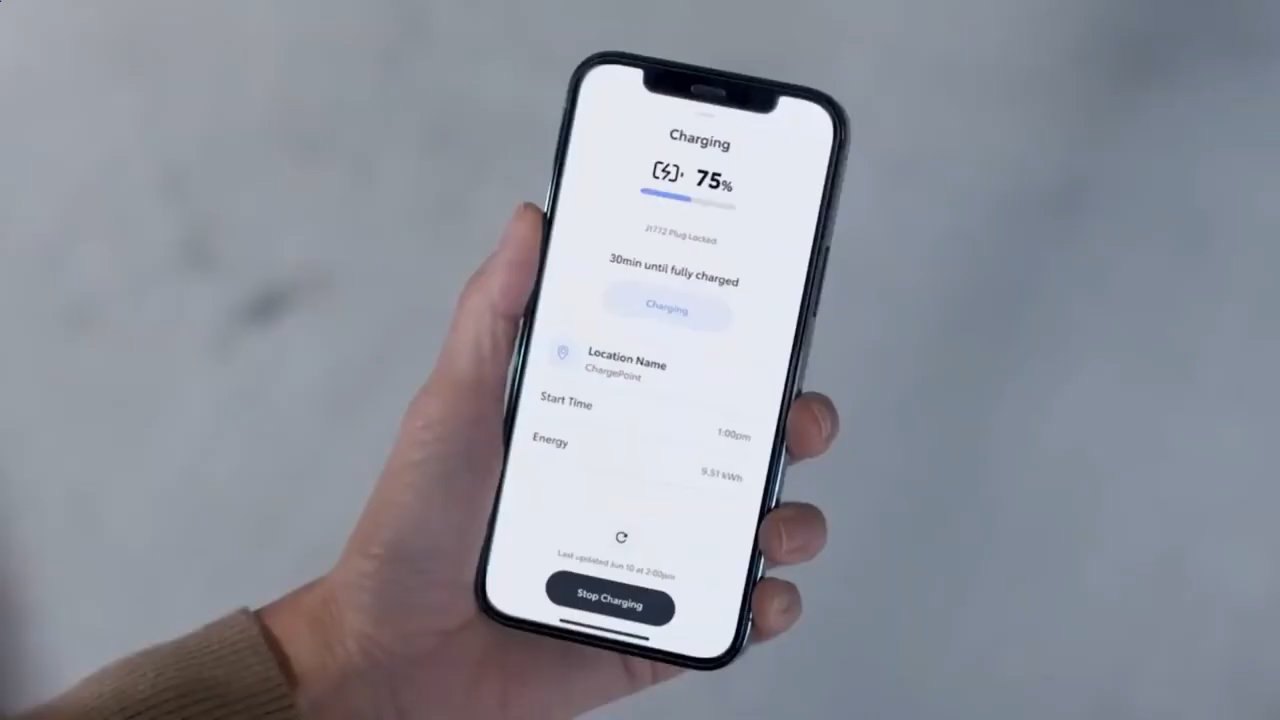 Charging
75%
J1772 Plug Locked
30min until fully charged
Charging
Location Name
ChargePoint
Start Time
1:00pm
Energy
9.51 kWh
Last updated Jun 10 at 2:00pm
Stop Charging